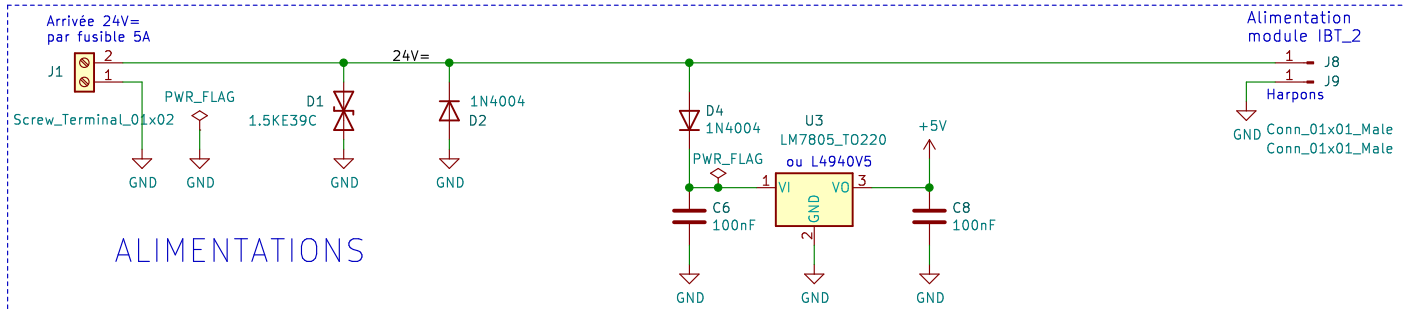 Arrivée 24V=
par fusible 5A
J1
2
1
Screw_Terminal_01x02
GND
PWR_FLAG
GND
D1
1.5KE39C
GND
24V=
1N4004
D2
GND
D4
1N4004
PWR_FLAG
C6
100nF
GND
U3
LM7805_TO220
ou L4940V5
1
VI
VO
3
GND
2
GND
+5V
C8
100nF
GND
Alimentation
module IBT_2
1
J8
1
J9
Harpons
GND
Conn_01x01_Male
Conn_01x01_Male
ALIMENTATIONS